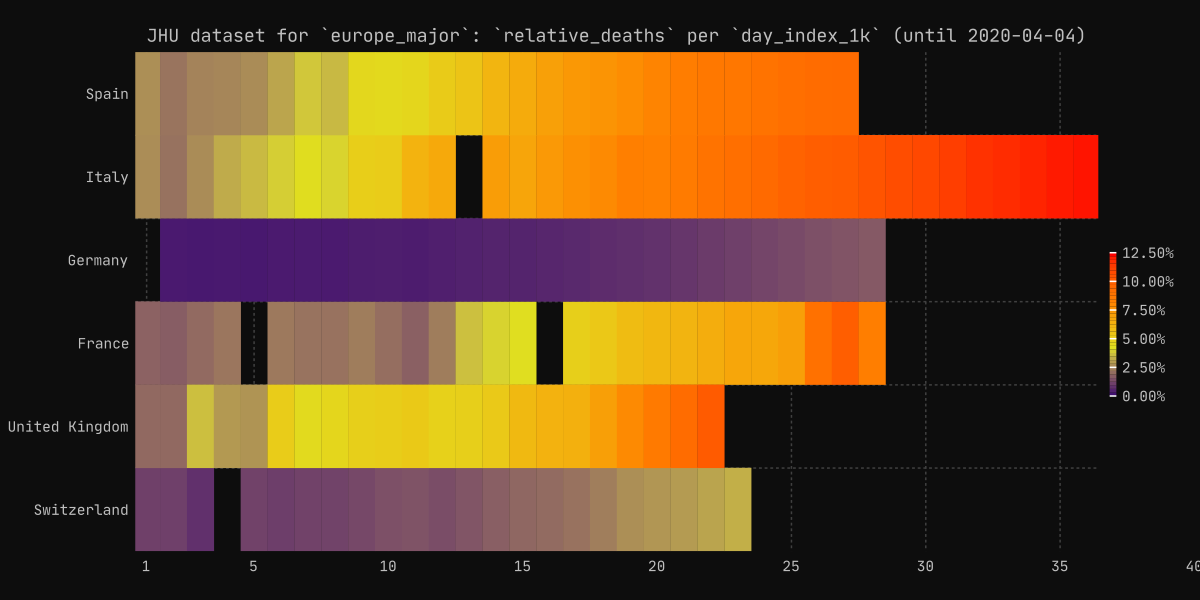 JHU dataset for `europe_major`: `relative_deaths` per `day_index_1k` (until 2020-04-04)
Spain
Italy
Germany
France
United Kingdom
Switzerland
12.50%
10.00%
7.50%
5.00%
2.50%
0.00%
1 5 10 15 20 25 30 35 40